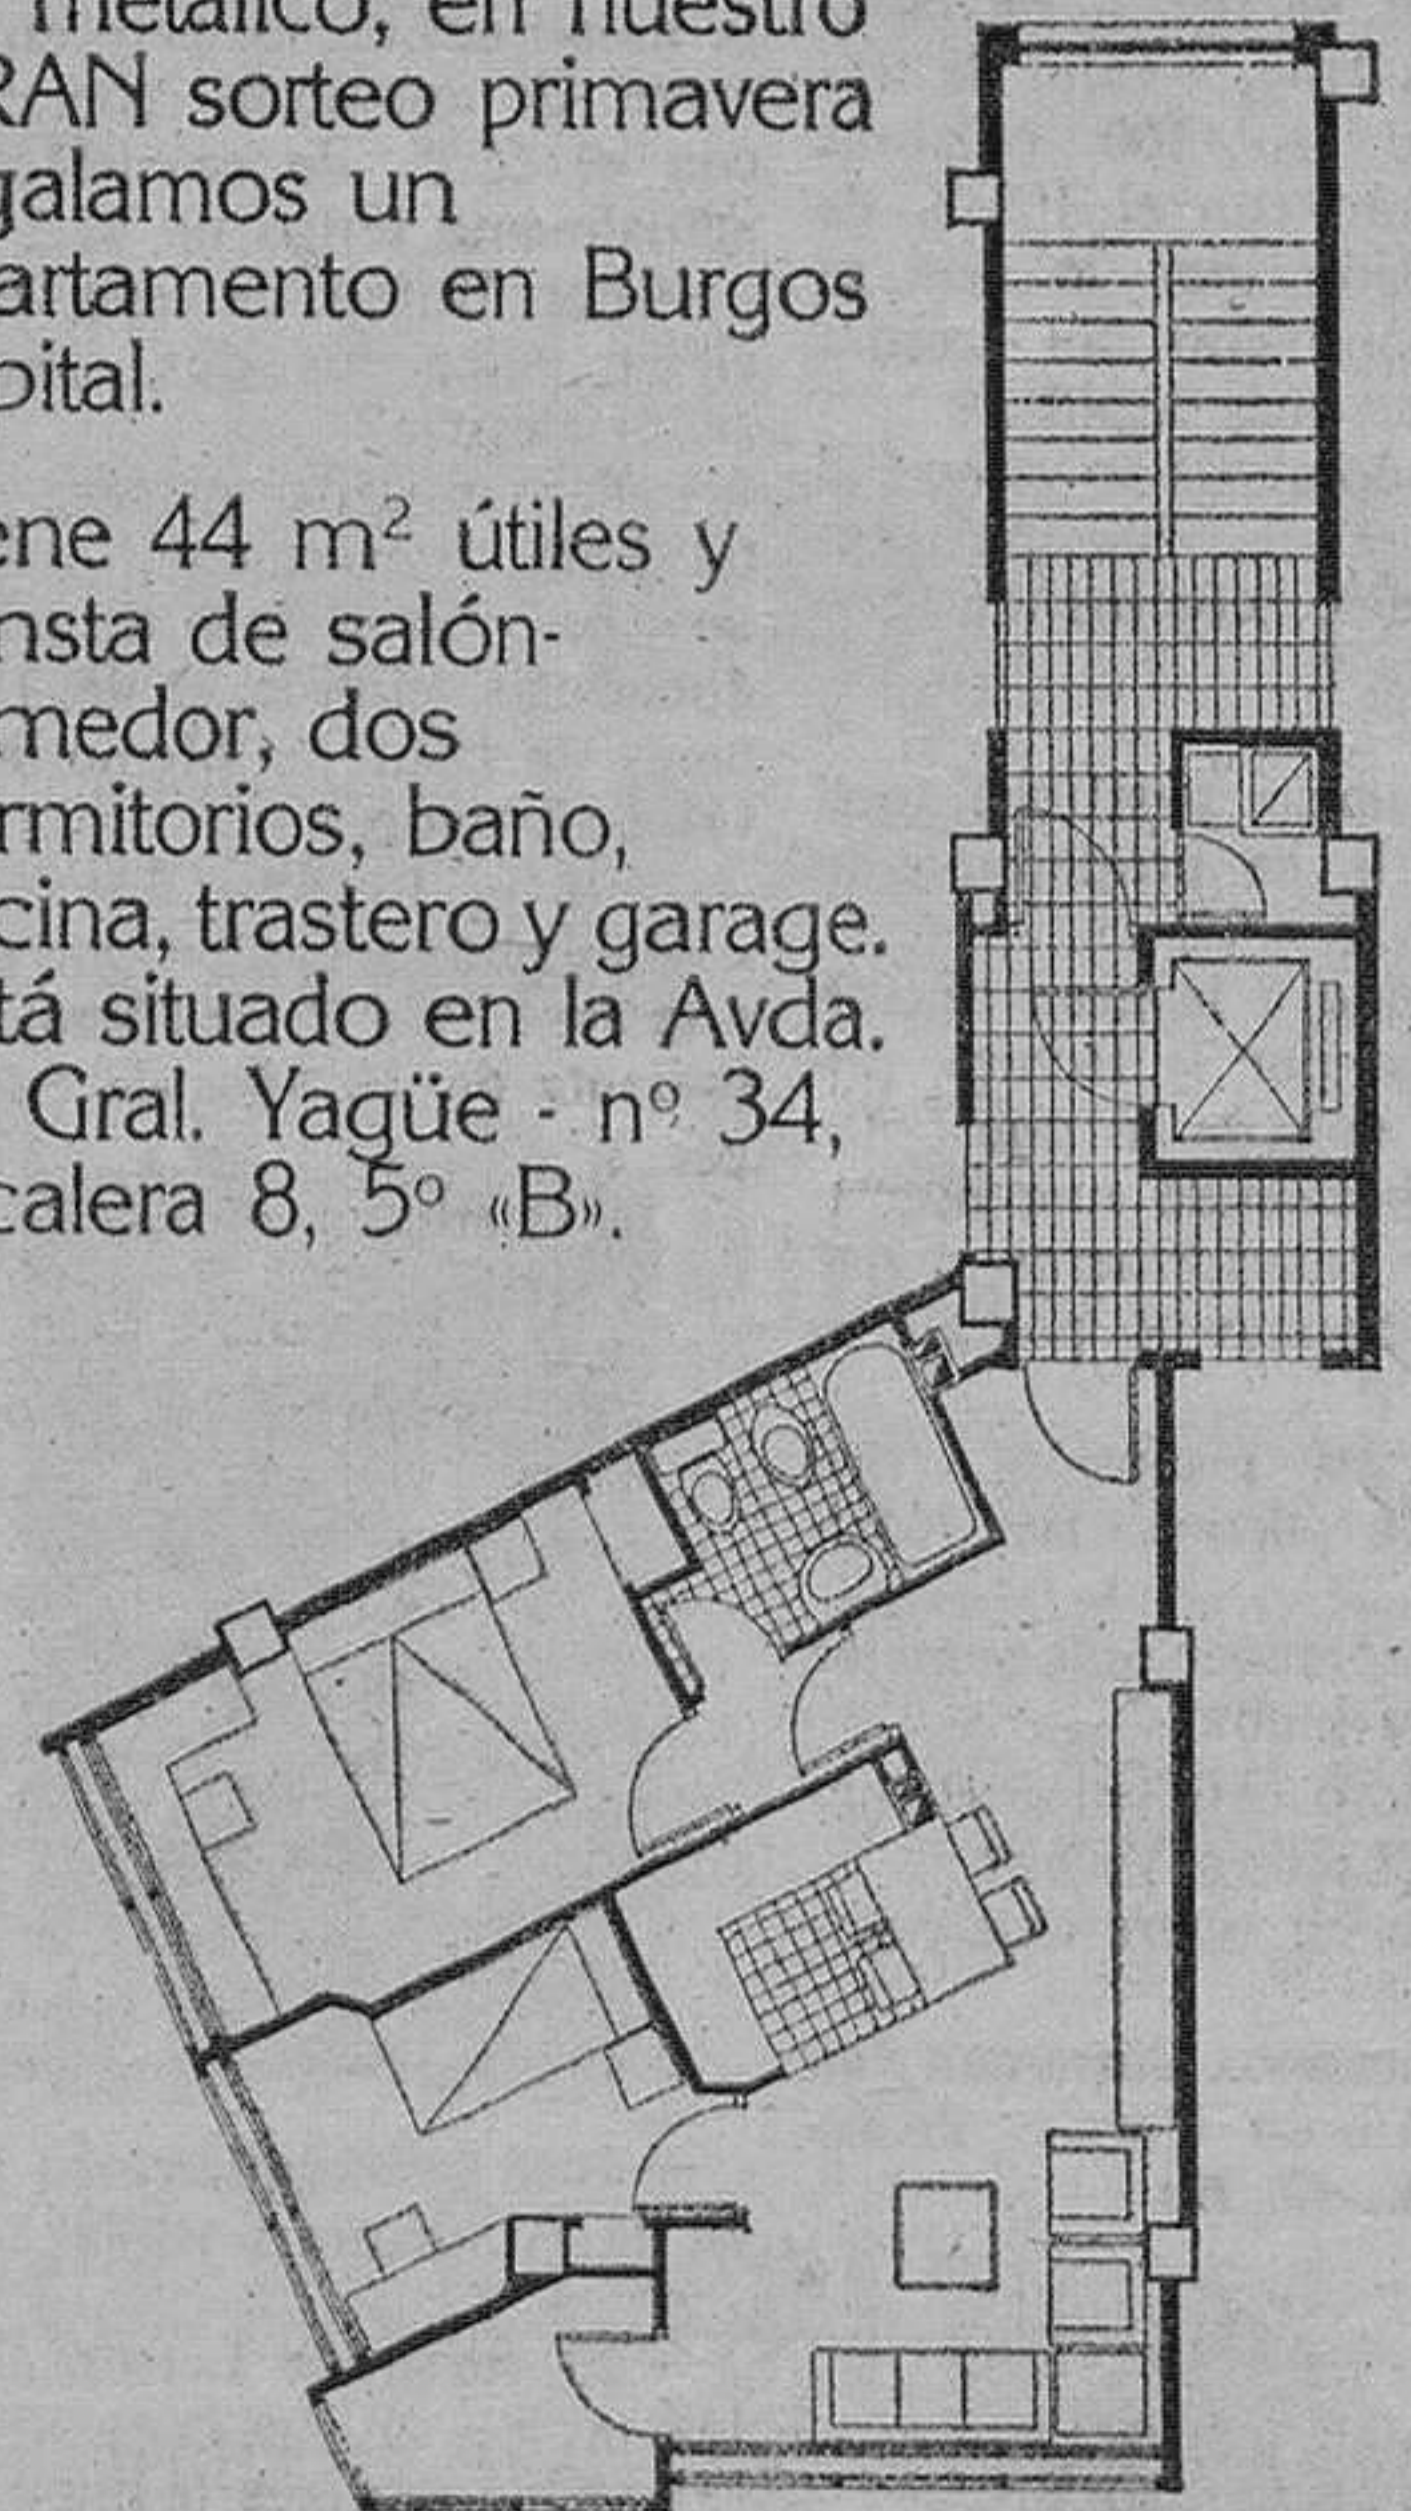 metálico, en nuestro
RAN sorteo primavera
galamos un
artamento en Burgos
pital.
ene 44 m² útiles y
nsta de salón-
medor, dos
rmitorios, baño,
cina, trastero y garage.
tá situado en la Avda.
Gral. Yagüe - nº 34,
calera 8, 5º «B».